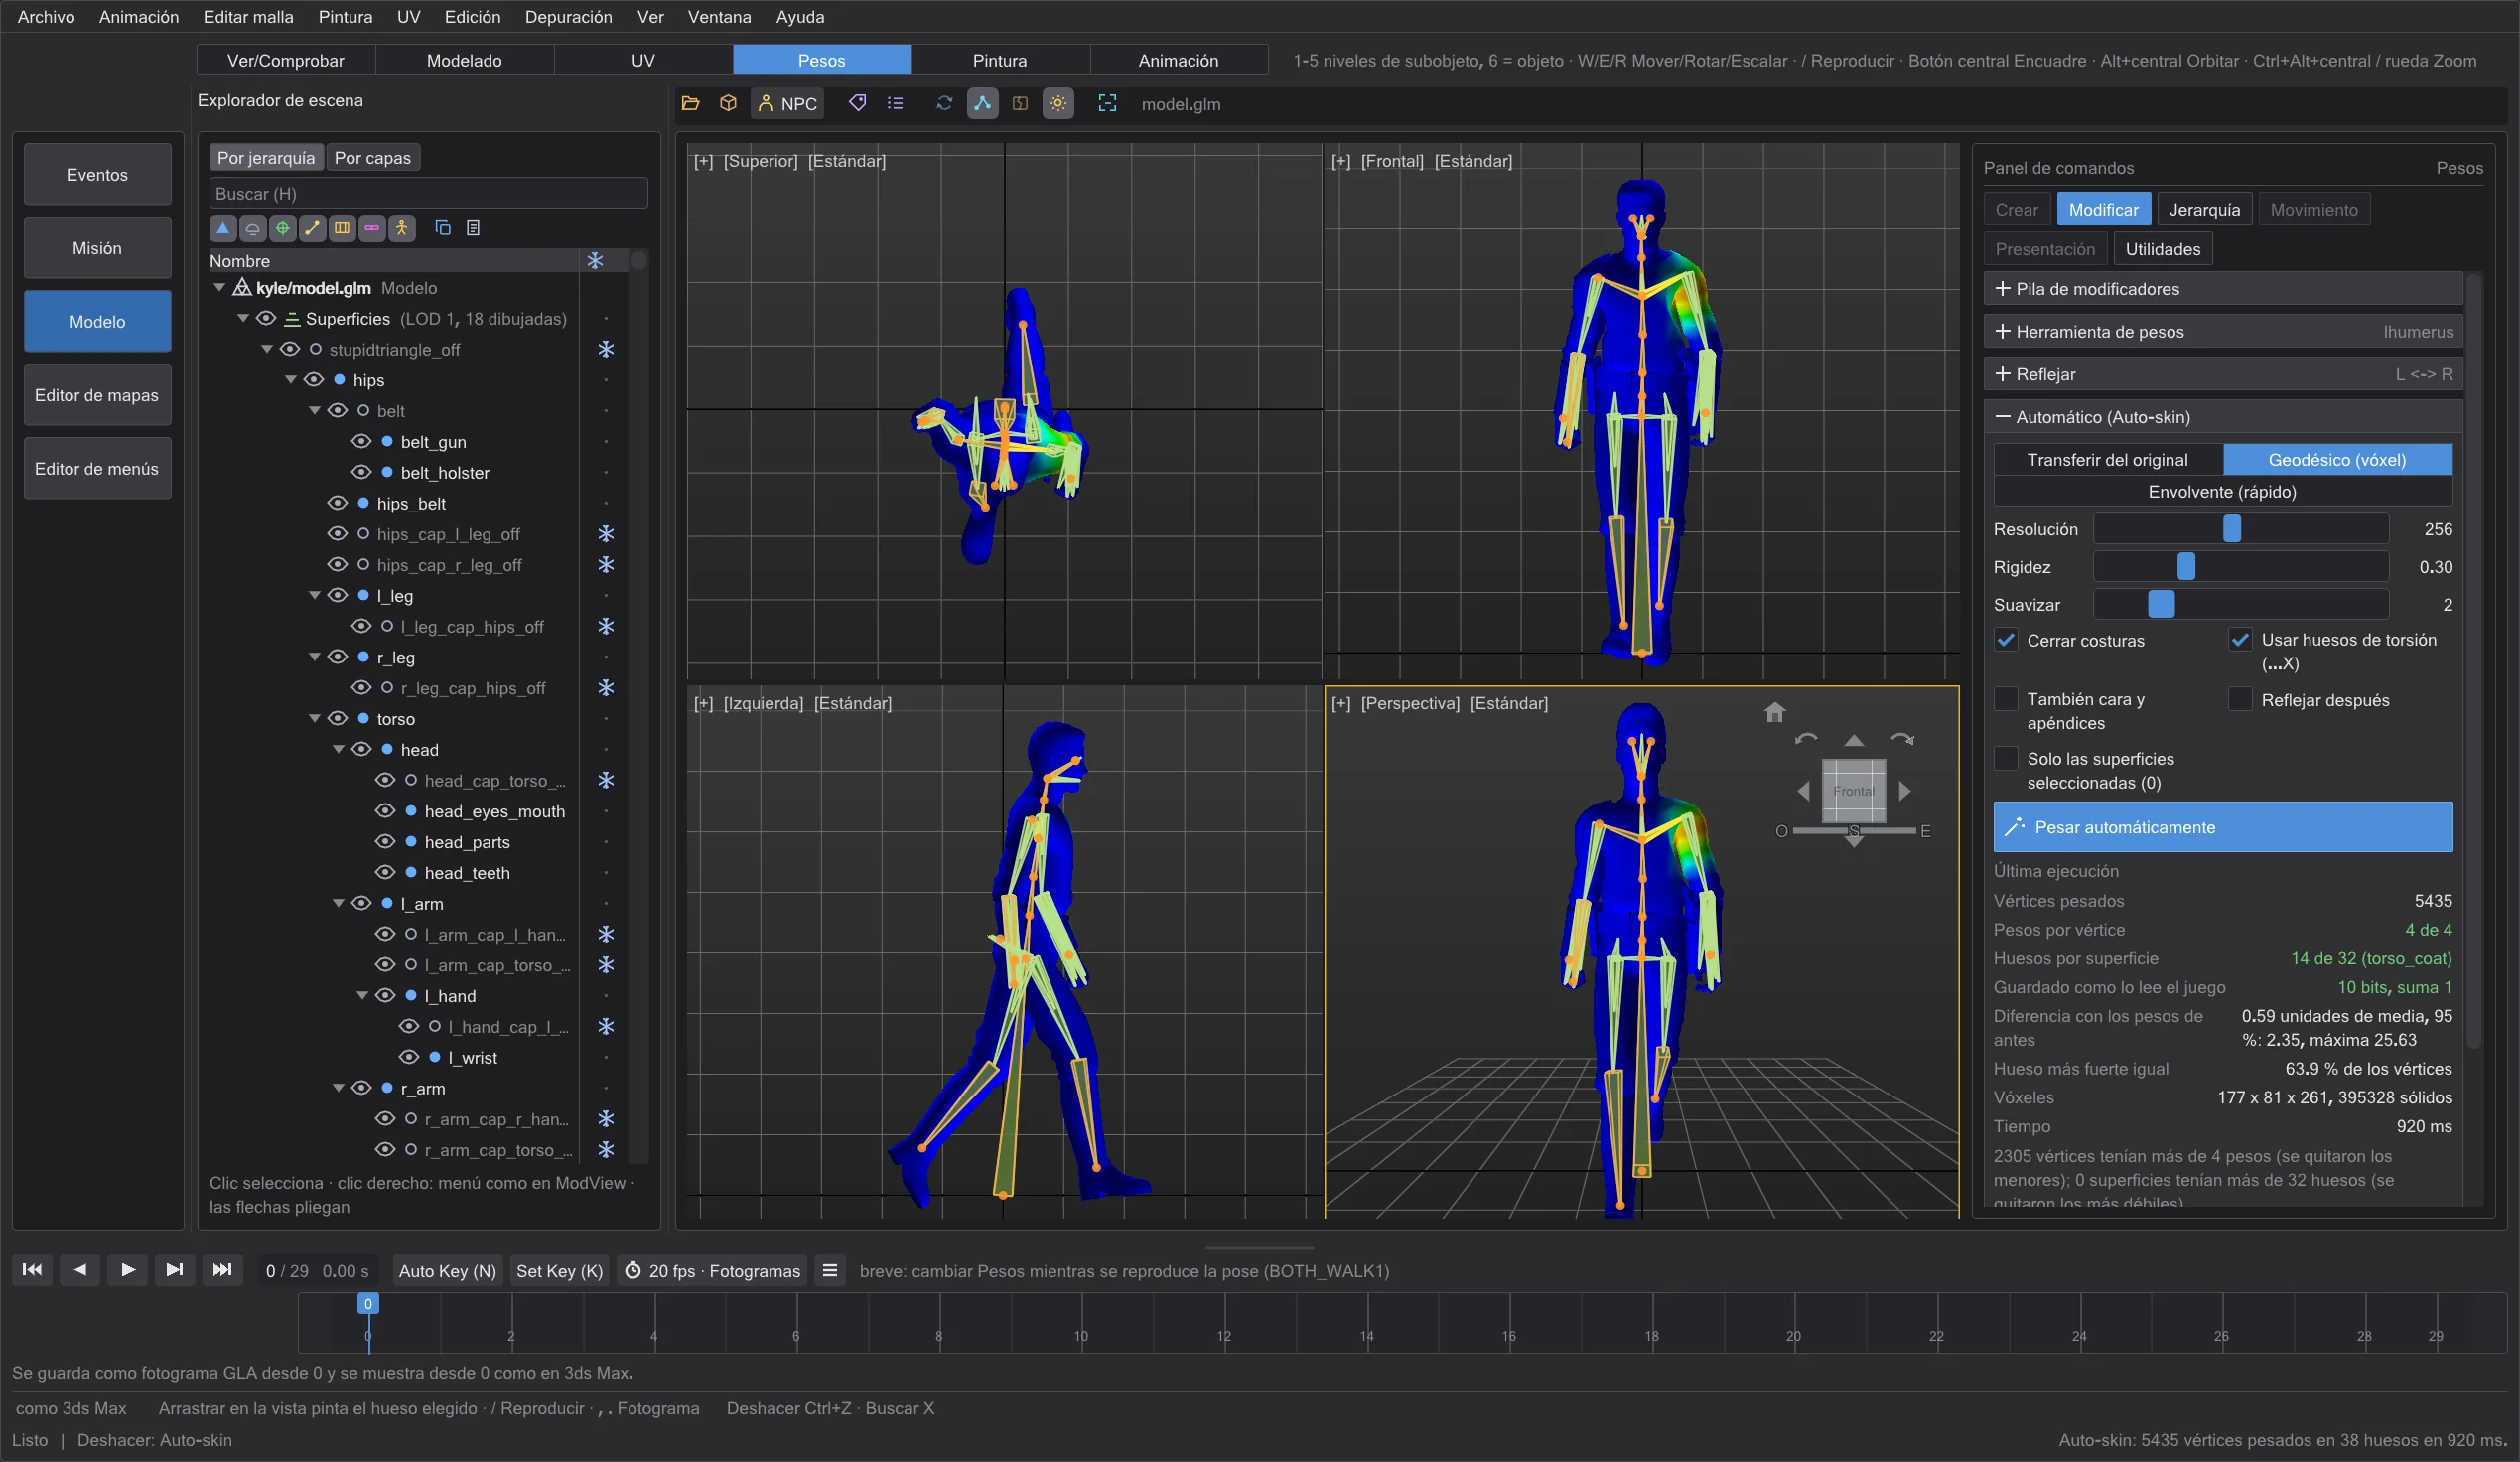 Archivo Animación Editar malla Pintura UV Edición Depuración Ver Ventana Ayuda
Ver/Comprobar Modelado UV Pesos Pintura Animación 1-5 niveles de subobjeto, 6 = objeto · W/E/R Mover/Rotar/Escalar · / Reproducir · Botón central Encuadre · Alt+central Orbitar · Ctrl+Alt+central / rueda Zoom
Explorador de escena
NPC model.glm
Eventos
Misión
Modelo
Editor de mapas
Editor de menús
Por jerarquía Por capas
Buscar (H)
Nombre
kyle/model.glm Modelo
Superficies (LOD 1, 18 dibujadas)
stupidtriangle_off
hips
belt
belt_gun
belt_holster
hips_belt
hips_cap_l_leg_off
hips_cap_r_leg_off
l_leg
l_leg_cap_hips_off
r_leg
r_leg_cap_hips_off
torso
head
head_cap_torso_...
head_eyes_mouth
head_parts
head_teeth
l_arm
l_arm_cap_l_han...
l_arm_cap_torso_...
l_hand
l_hand_cap_l_...
l_wrist
r_arm
r_arm_cap_r_han...
r_arm_cap_torso_...
Clic selecciona · clic derecho: menú como en ModView ·
las flechas pliegan
[+] [Superior] [Estándar]
[+] [Frontal] [Estándar]
[+] [Izquierda] [Estándar]
[+] [Perspectiva] [Estándar]
Frontal
O S E
Panel de comandos Pesos
Crear Modificar Jerarquía Movimiento
Presentación Utilidades
Pila de modificadores
Herramienta de pesos lhumerus
Reflejar L <-> R
Automático (Auto-skin)
Transferir del original Geodésico (vóxel)
Envolvente (rápido)
Resolución 256
Rigidez 0.30
Suavizar 2
Cerrar costuras
Usar huesos de torsión
(...X)
También cara y
apéndices
Reflejar después
Solo las superficies
seleccionadas (0)
Pesar automáticamente
Última ejecución
Vértices pesados 5435
Pesos por vértice 4 de 4
Huesos por superficie 14 de 32 (torso_coat)
Guardado como lo lee el juego 10 bits, suma 1
Diferencia con los pesos de
antes
0.59 unidades de media, 95
%: 2.35, máxima 25.63
Hueso más fuerte igual 63.9 % de los vértices
Vóxeles 177 x 81 x 261, 395328 sólidos
Tiempo 920 ms
2305 vértices tenían más de 4 pesos (se quitaron los
menores); 0 superficies tenían más de 32 huesos (se
quitaron los más débiles)
0 / 29 0.00 s Auto Key (N) Set Key (K) 20 fps · Fotogramas breve: cambiar Pesos mientras se reproduce la pose (BOTH_WALK1)
0
0 2 4 6 8 10 12 14 16 18 20 22 24 26 28 29
Se guarda como fotograma GLA desde 0 y se muestra desde 0 como en 3ds Max.
como 3ds Max Arrastrar en la vista pinta el hueso elegido · / Reproducir · , . Fotograma Deshacer Ctrl+Z · Buscar X
Listo | Deshacer: Auto-skin
Auto-skin: 5435 vértices pesados en 38 huesos en 920 ms.